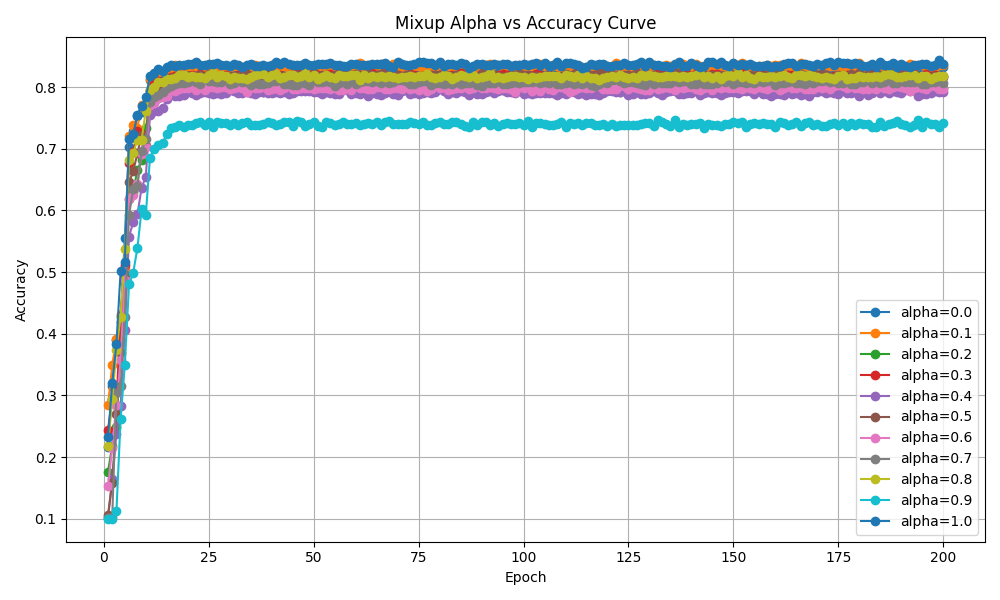 Mixup Alpha vs Accuracy Curve
Accuracy
0.8
0.7
0.6
0.5
0.4
0.3
0.2
0.1
0 25 50 75 100 125 150 175 200
Epoch
alpha=0.0
alpha=0.1
alpha=0.2
alpha=0.3
alpha=0.4
alpha=0.5
alpha=0.6
alpha=0.7
alpha=0.8
alpha=0.9
alpha=1.0